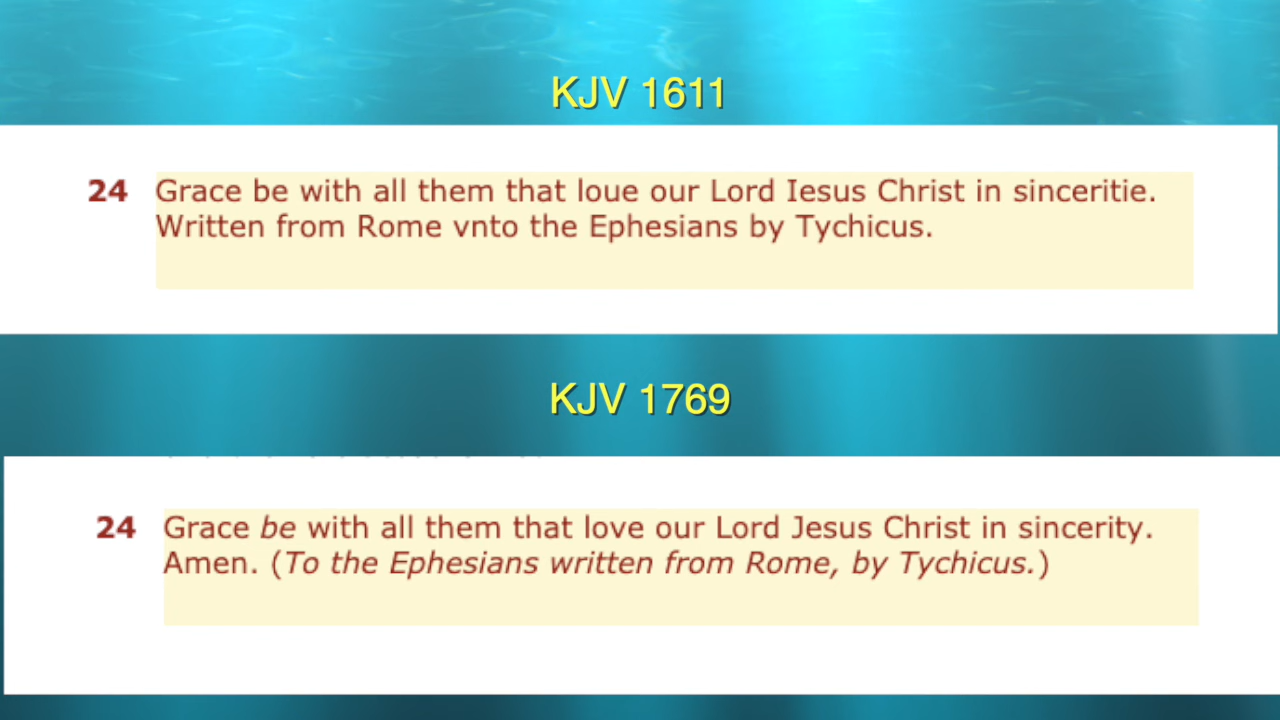 KJV 1611
24 Grace be with all them that loue our Lord Iesus Christ in sinceritie.
Written from Rome vnto the Ephesians by Tychicus.
KJV 1769
24 Grace be with all them that love our Lord Jesus Christ in sincerity.
Amen. (To the Ephesians written from Rome, by Tychicus.)